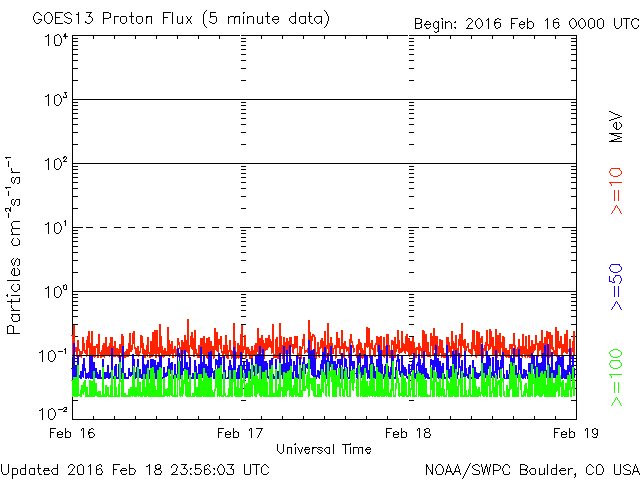 GOES13 Proton Flux (5 minute data)
Begin: 2016 Feb 16 0000 UTC
Particles cm⁻²s⁻¹sr⁻¹
10⁴
10³
10²
10¹
10⁰
10⁻¹
10⁻²
MeV
>=10
>=50
>=100
Feb 16
Feb 17
Feb 18
Feb 19
Universal Time
Updated 2016 Feb 18 23:56:03 UTC
NOAA/SWPC Boulder, CO USA